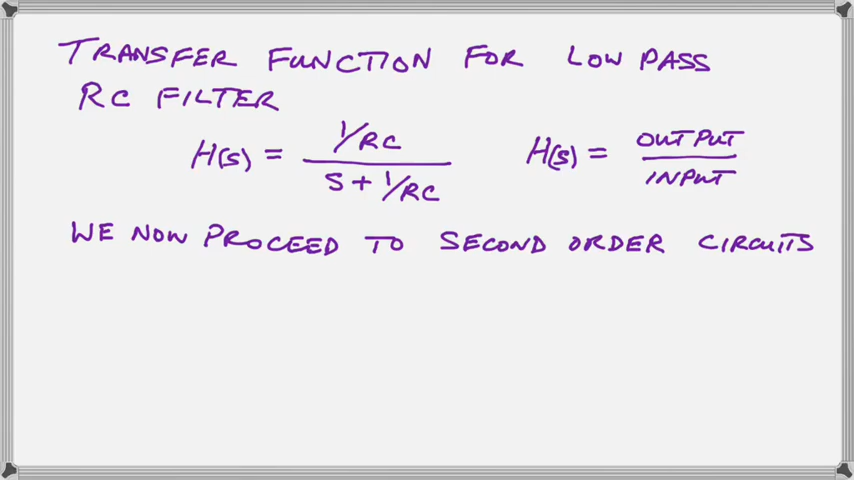 TRANSFER FUNCTION FOR LOW PASS
RC FILTER
H(s) = 1/RC / S + 1/RC H(s) = OUTPUT / INPUT
WE NOW PROCEED TO SECOND ORDER CIRCUITS